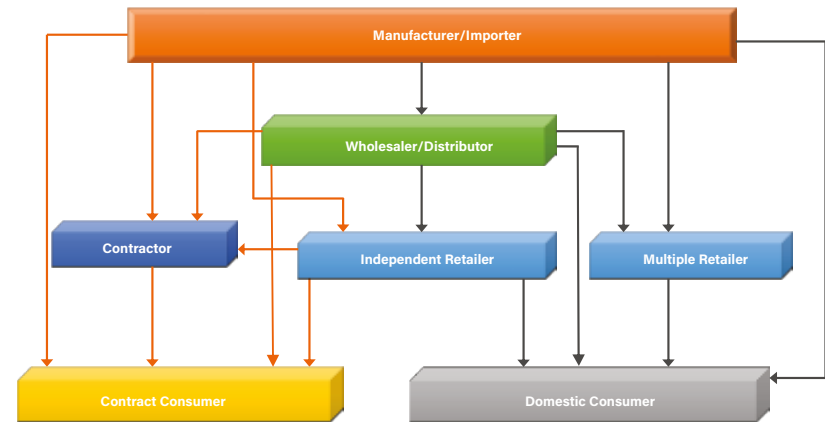 Manufacturer/Importer
Wholesaler/Distributor
Contractor
Independent Retailer
Multiple Retailer
Contract Consumer
Domestic Consumer